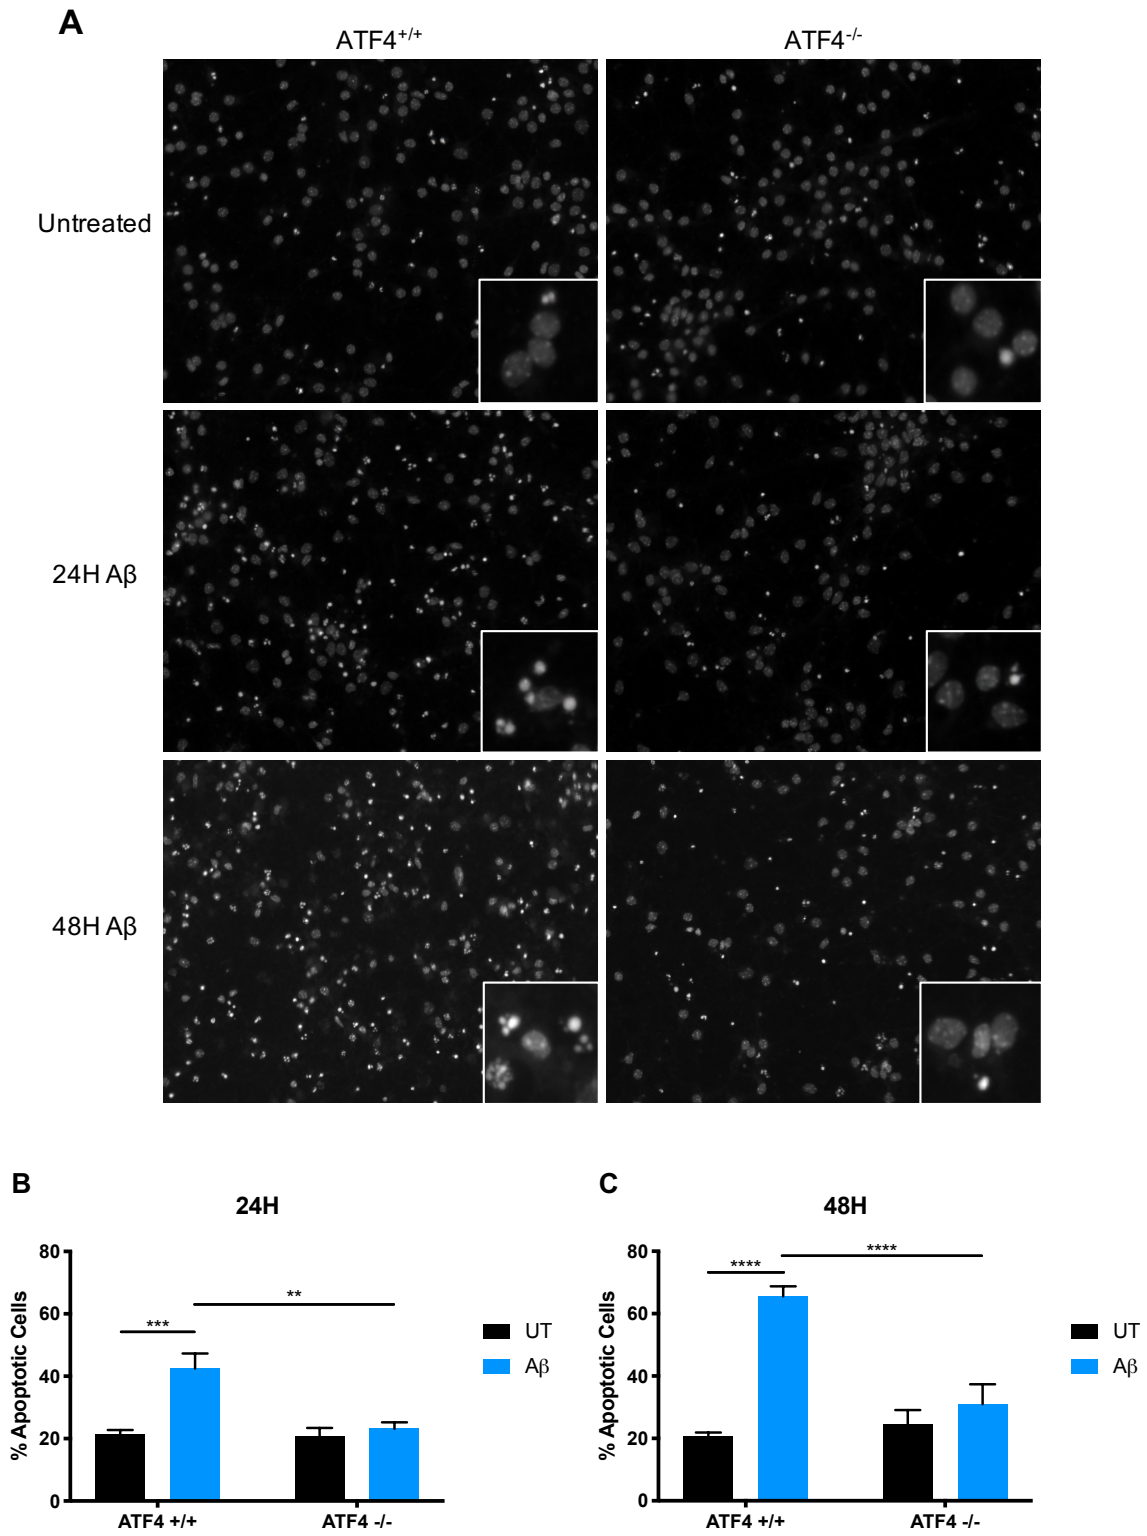 A
ATF4+/+
ATF4-/-
Untreated
24H Aβ
48H Aβ
B
24H
% Apoptotic Cells
80
60
40
20
0
***
**
ATF4 +/+
ATF4 -/-
UT
Aβ
C
48H
% Apoptotic Cells
80
60
40
20
0
****
****
ATF4 +/+
ATF4 -/-
UT
Aβ